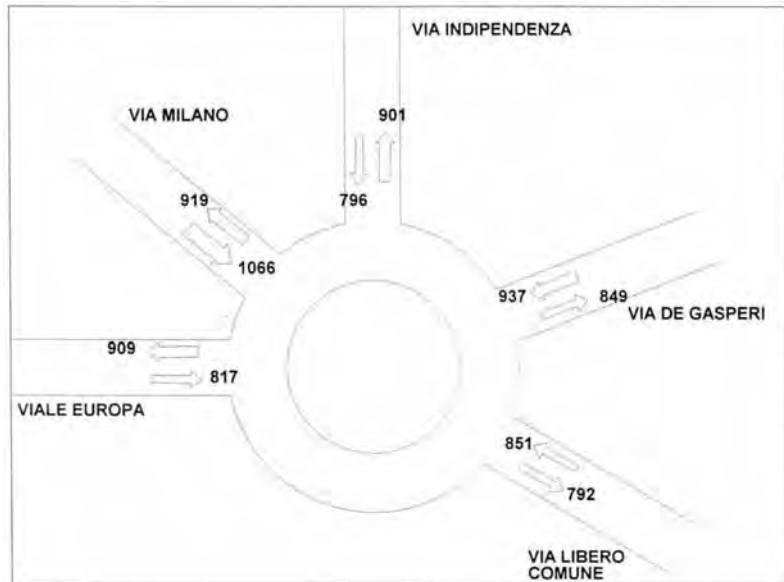 VIA INDIPENDENZA
VIA MILANO
901
919
796
1066
937
849
VIA DE GASPERI
909
817
VIALE EUROPA
851
792
VIA LIBERO
COMUNE